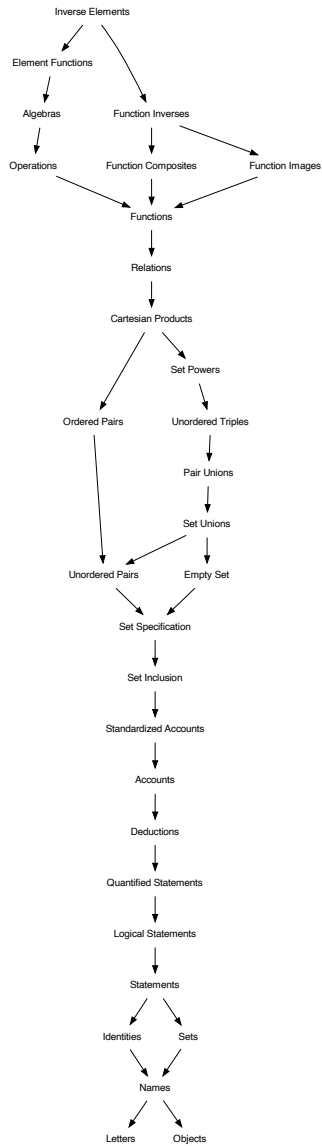 Inverse Elements
Element Functions
Algebras
Function Inverses
Operations
Function Composites
Function Images
Functions
Relations
Cartesian Products
Set Powers
Ordered Pairs
Unordered Triples
Pair Unions
Set Unions
Unordered Pairs
Empty Set
Set Specification
Set Inclusion
Standardized Accounts
Accounts
Deductions
Quantified Statements
Logical Statements
Statements
Identities
Sets
Names
Letters
Objects